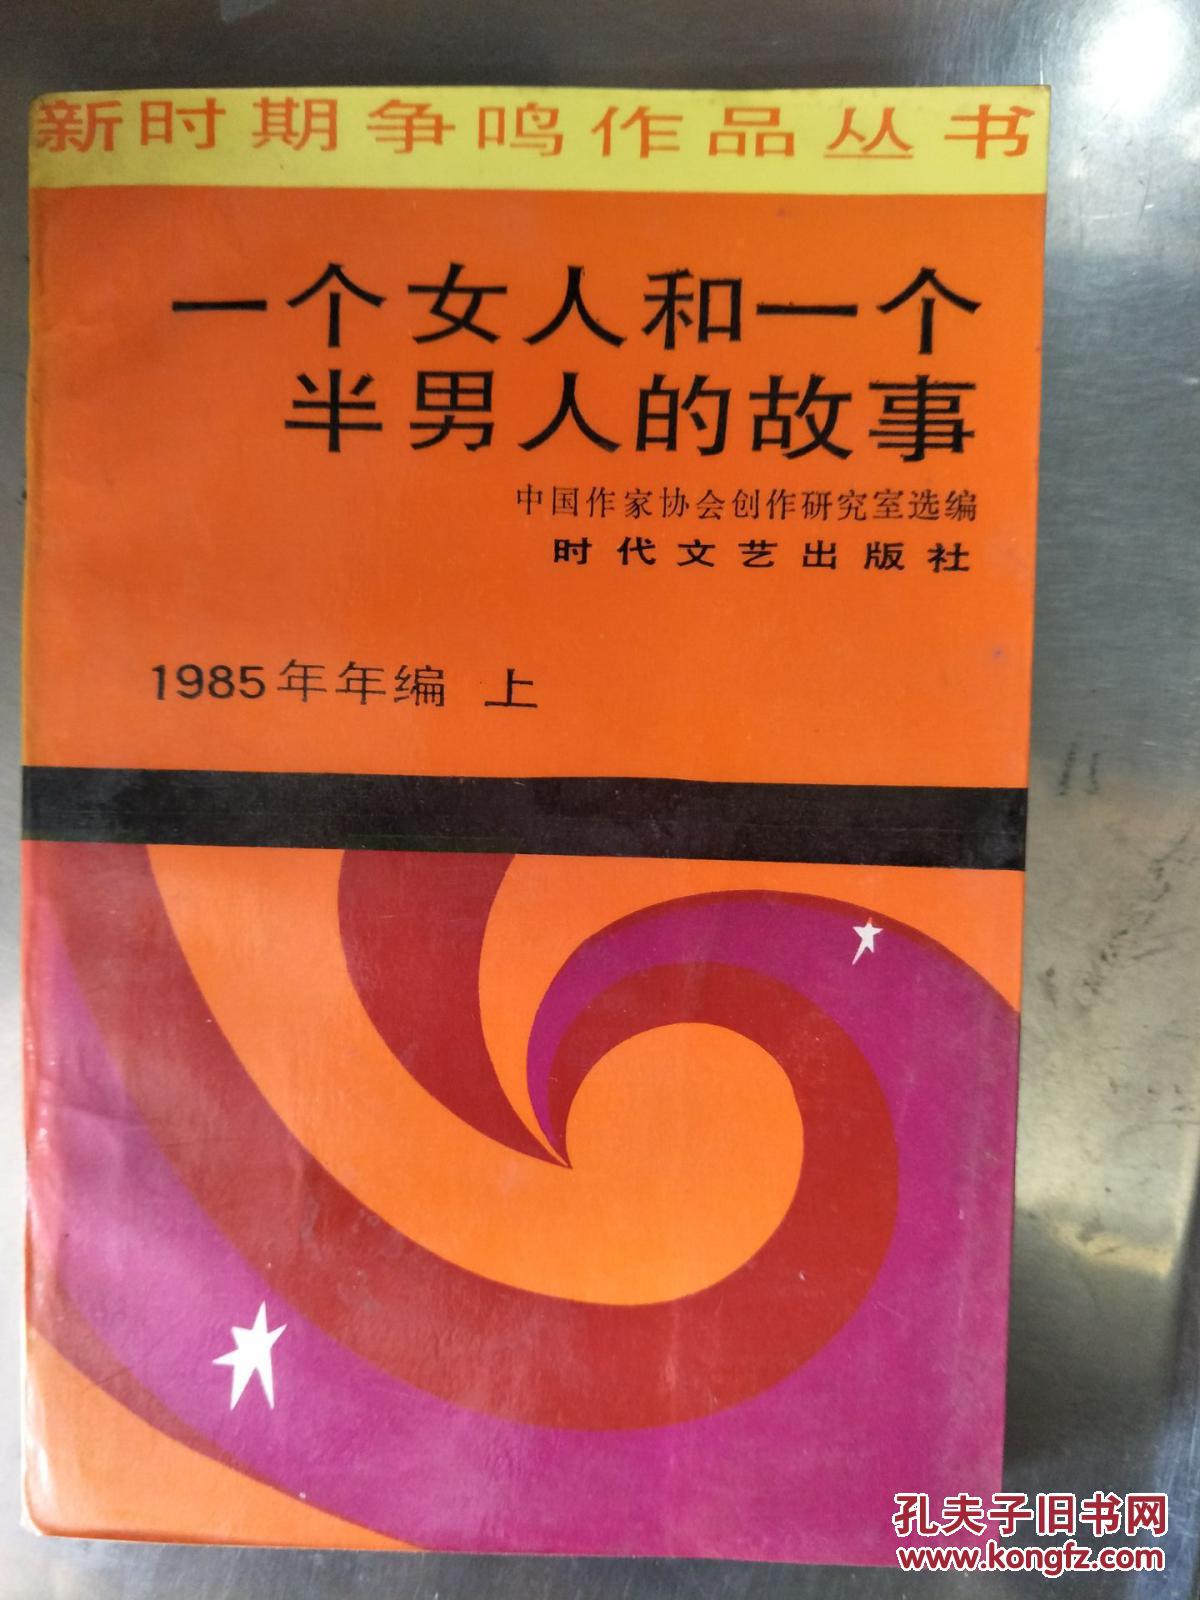 新时期争鸣作品丛书
一个女人和一个
半男人的故事
中国作家协会创作研究室选编
时代文艺出版社
1985年年编 上
孔夫子旧书网
www.kongfz.com